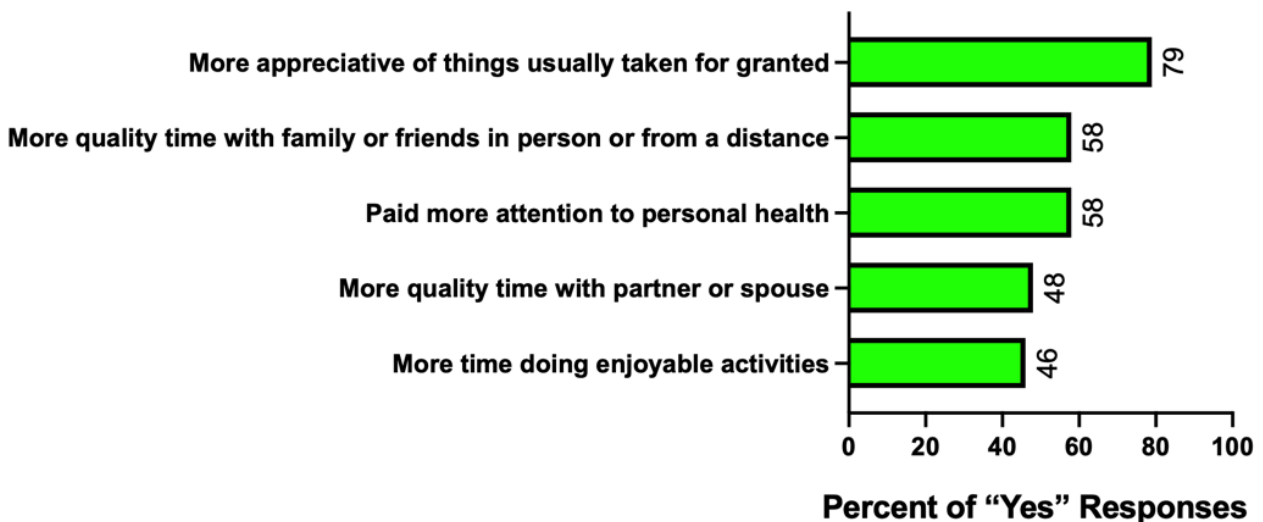 More appreciative of things usually taken for granted 79
More quality time with family or friends in person or from a distance 58
Paid more attention to personal health 58
More quality time with partner or spouse 48
More time doing enjoyable activities 46
0 20 40 60 80 100
Percent of “Yes” Responses